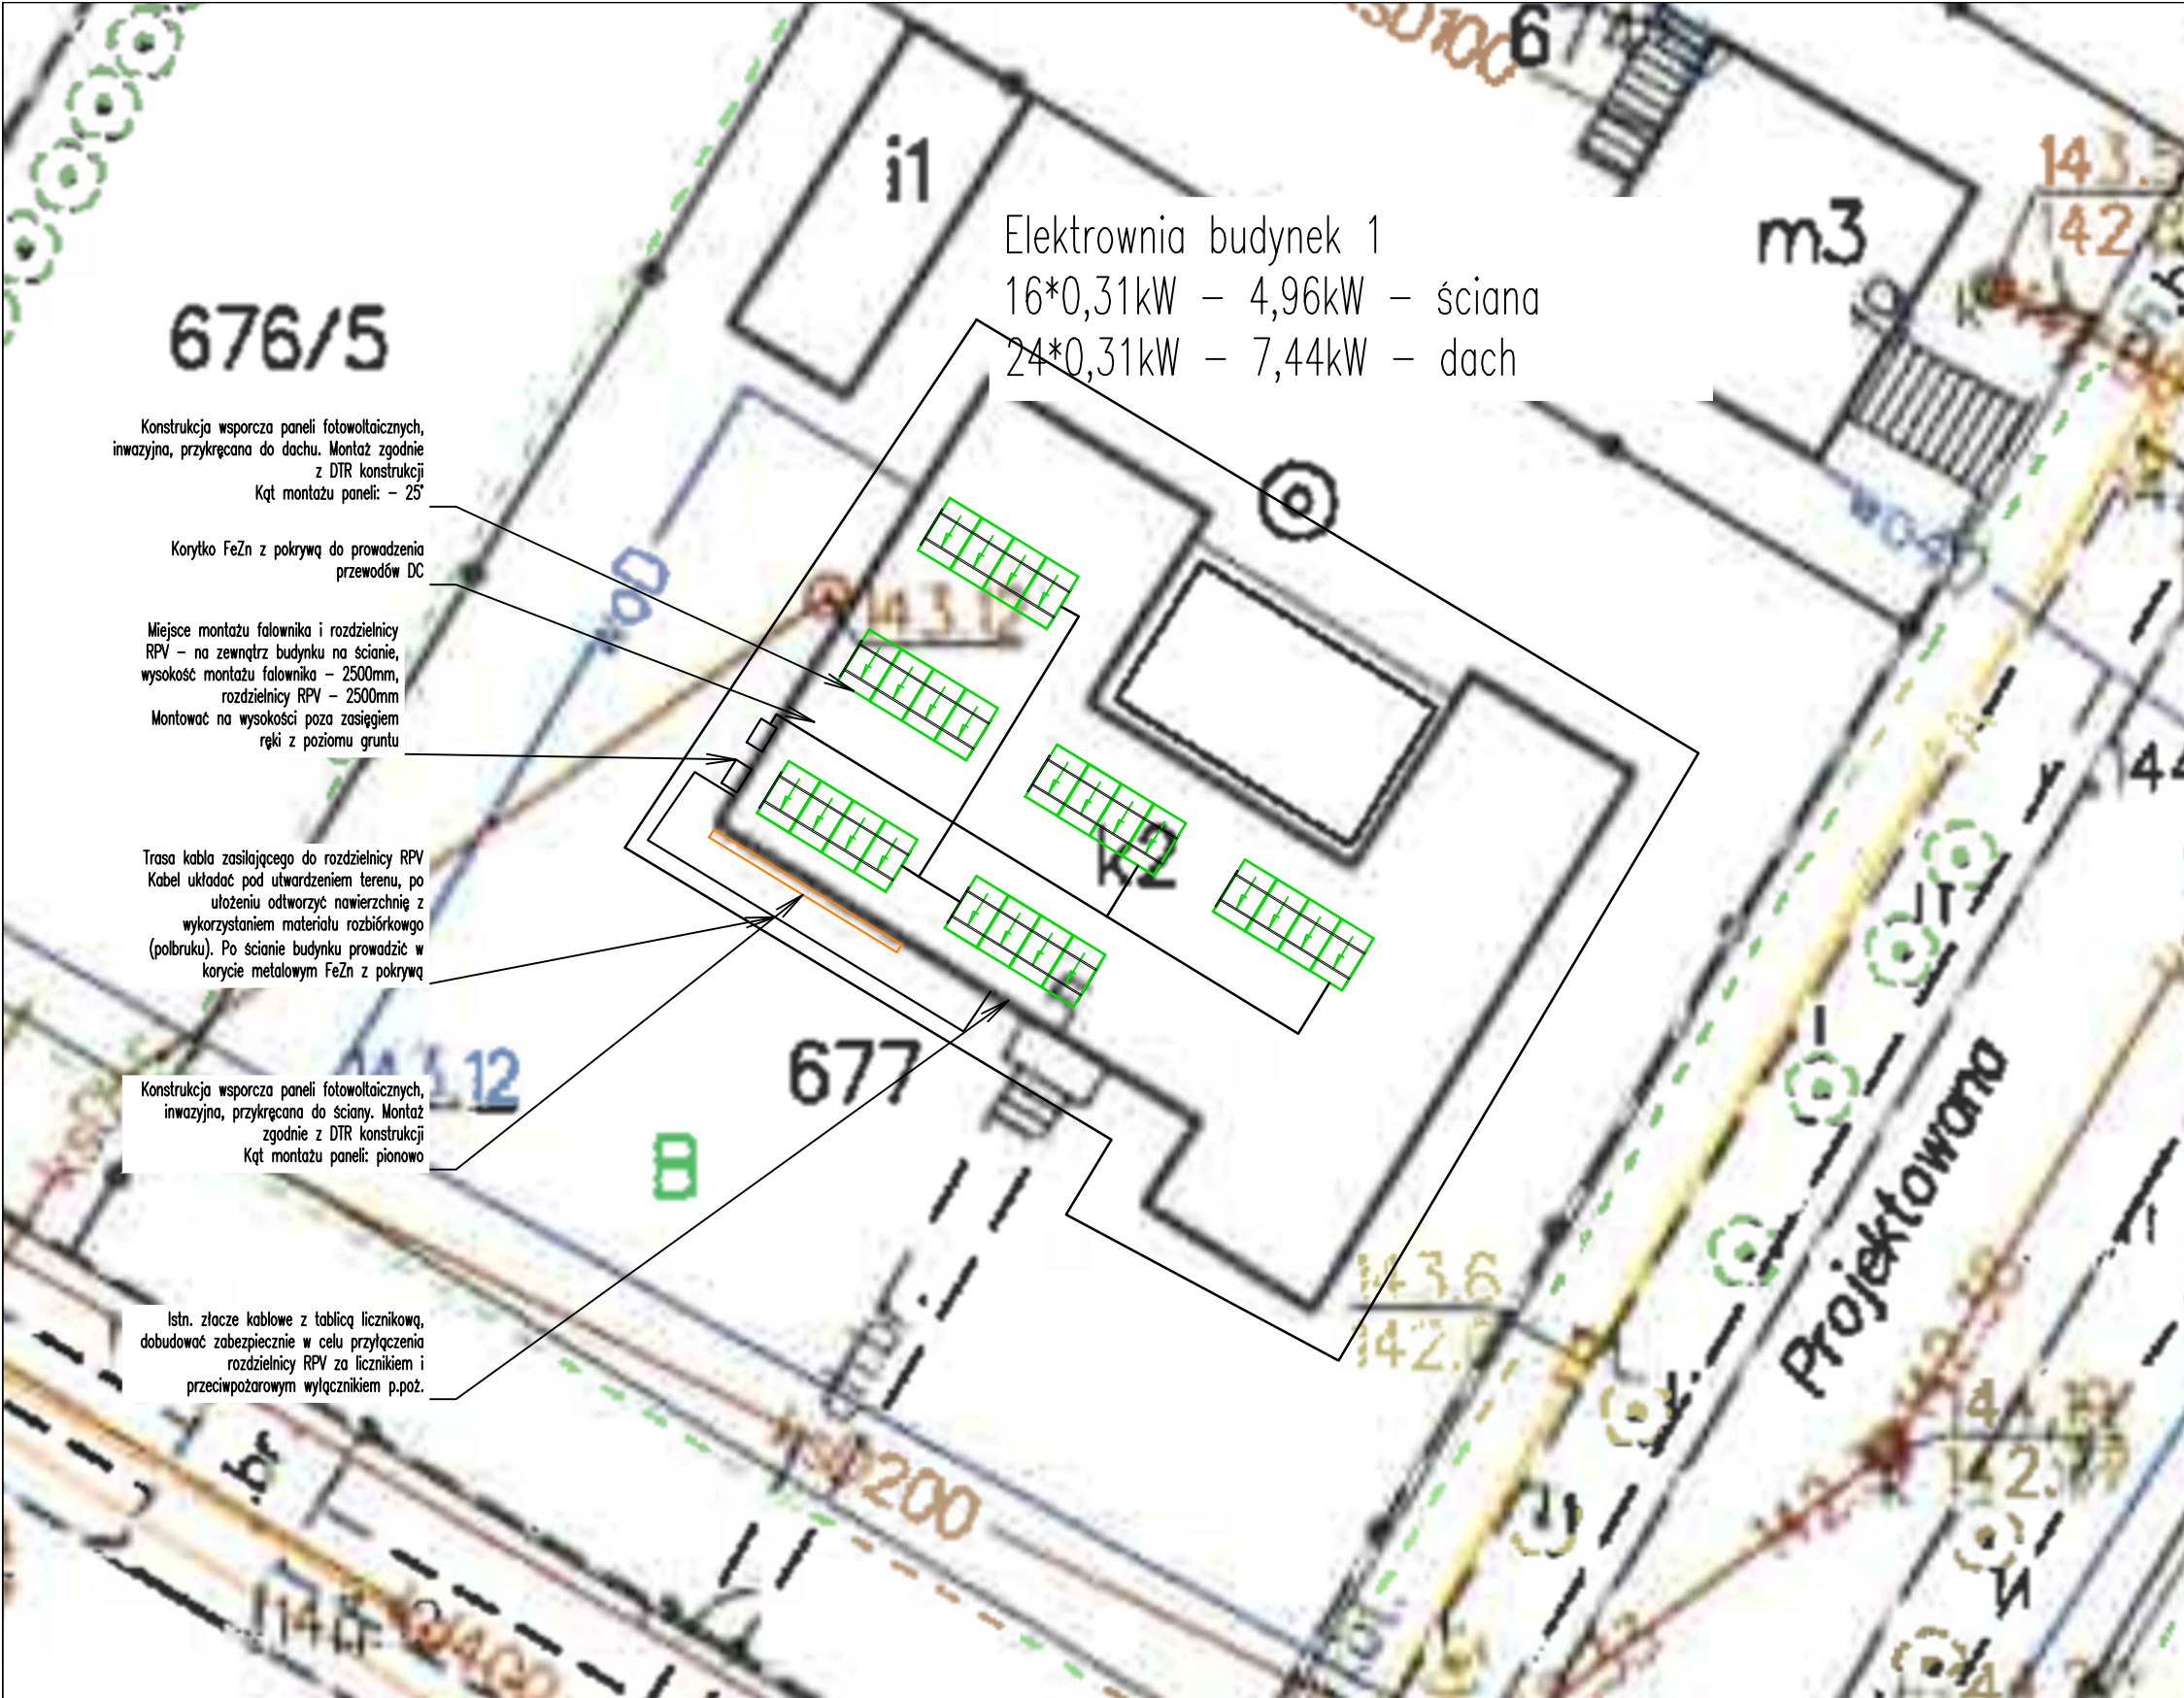 6
i1
Elektrownia budynek 1
16*0,31kW – 4,96kW – ściana
24*0,31kW – 7,44kW – dach
m3
42
676/5
Konstrukcja wsporcza paneli fotowoltaicznych,
inwazyjna, przykręcana do dachu. Montaż zgodnie
z DTR konstrukcji
Kąt montażu paneli: – 25°
Korytko FeZn z pokrywą do prowadzenia
przewodów DC
Miejsce montażu falownika i rozdzielnicy
RPV – na zewnątrz budynku na ścianie,
wysokość montażu falownika – 2500mm,
rozdzielnicy RPV – 2500mm
Montować na wysokości poza zasięgiem
ręki z poziomu gruntu
k2
Trasa kabla zasilającego do rozdzielnicy RPV
Kabel układać pod utwardzeniem terenu, po
ułożeniu odtworzyć nawierzchnię z
wykorzystaniem materiału rozbiórkowgo
(polbruku). Po ścianie budynku prowadzić w
korycie metalowym FeZn z pokrywą
12
677
Konstrukcja wsporcza paneli fotowoltaicznych,
inwazyjna, przykręcana do ściany. Montaż
zgodnie z DTR konstrukcji
Kąt montażu paneli: pionowo
B
Projektowana
143.6
142.
Istn. złacze kablowe z tablicą licznikową,
dobudować zabezpiecznie w celu przyłączenia
rozdzielnicy RPV za licznikiem i
przeciwpożarowym wyłącznikiem p.poż.
br